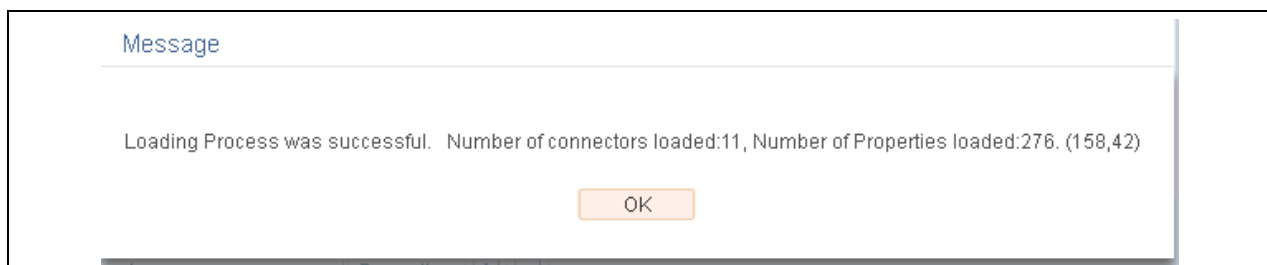 Message
Loading Process was successful.   Number of connectors loaded:11, Number of Properties loaded:276. (158,42)
OK